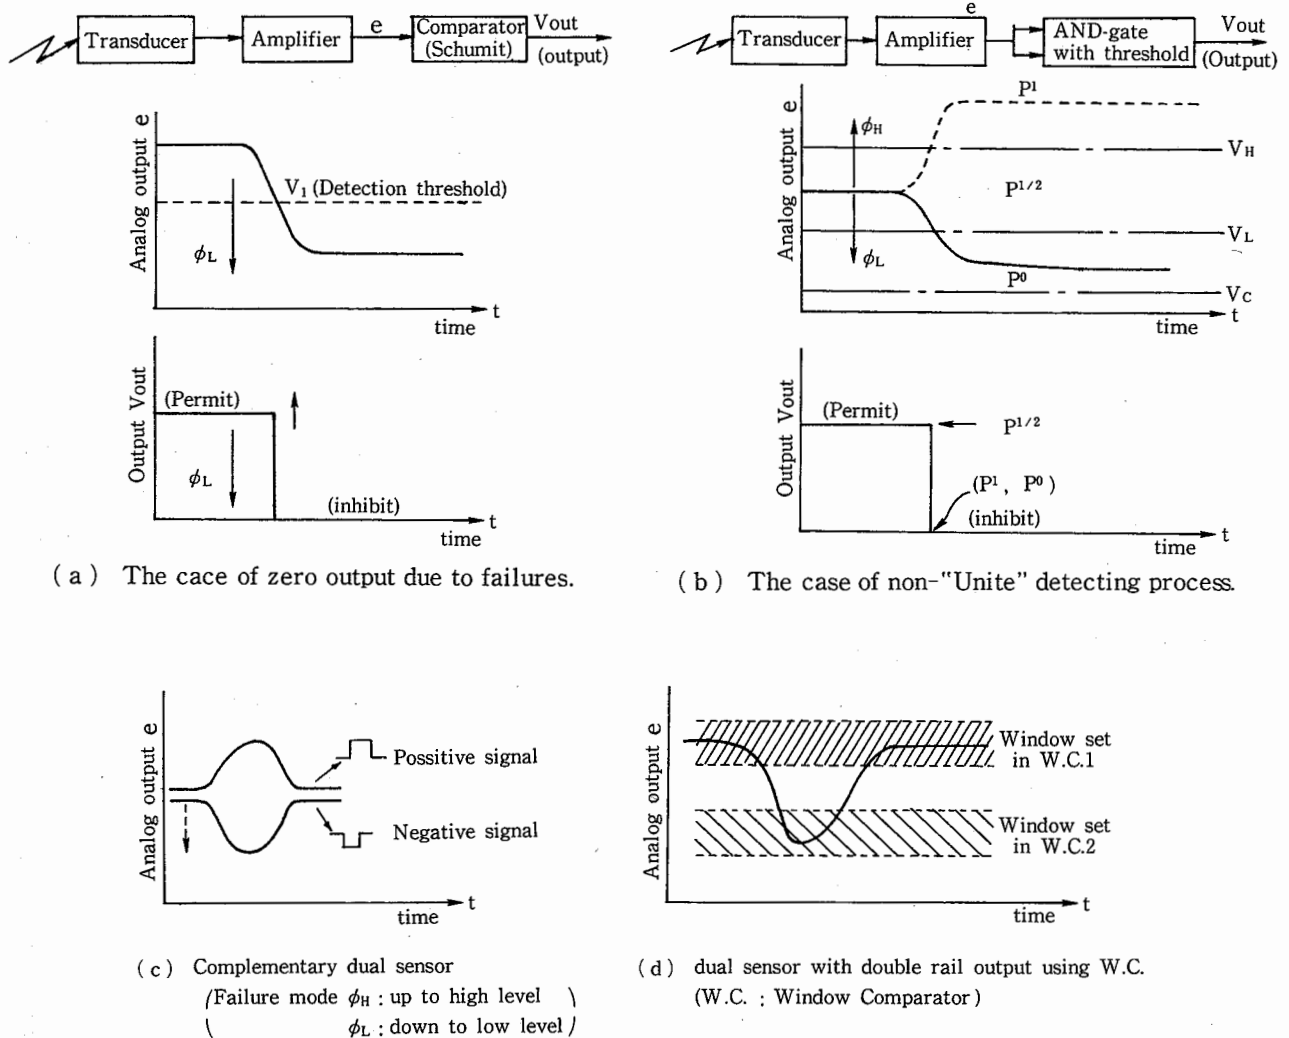 Transducer
Amplifier
e
Comparator
(Schumit)
Vout
(output)
Analog output e
V1 (Detection threshold)
ϕL
t
time
Output Vout
(Permit)
ϕL
(inhibit)
t
time
(a) The cace of zero output due to failures.
Transducer
Amplifier
e
AND-gate
with threshold
Vout
(Output)
Analog output e
P1
ϕH
VH
P1/2
VL
ϕL
P0
VC
t
time
Output Vout
(Permit)
P1/2
(P1, P0)
(inhibit)
t
time
(b) The case of non-"Unite" detecting process.
Analog output e
Possitive signal
Negative signal
t
time
(c) Complementary dual sensor
(Failure mode ϕH : up to high level
ϕL : down to low level)
Analog output e
Window set
in W.C.1
Window set
in W.C.2
t
time
(d) dual sensor with double rail output using W.C.
(W.C. : Window Comparator)